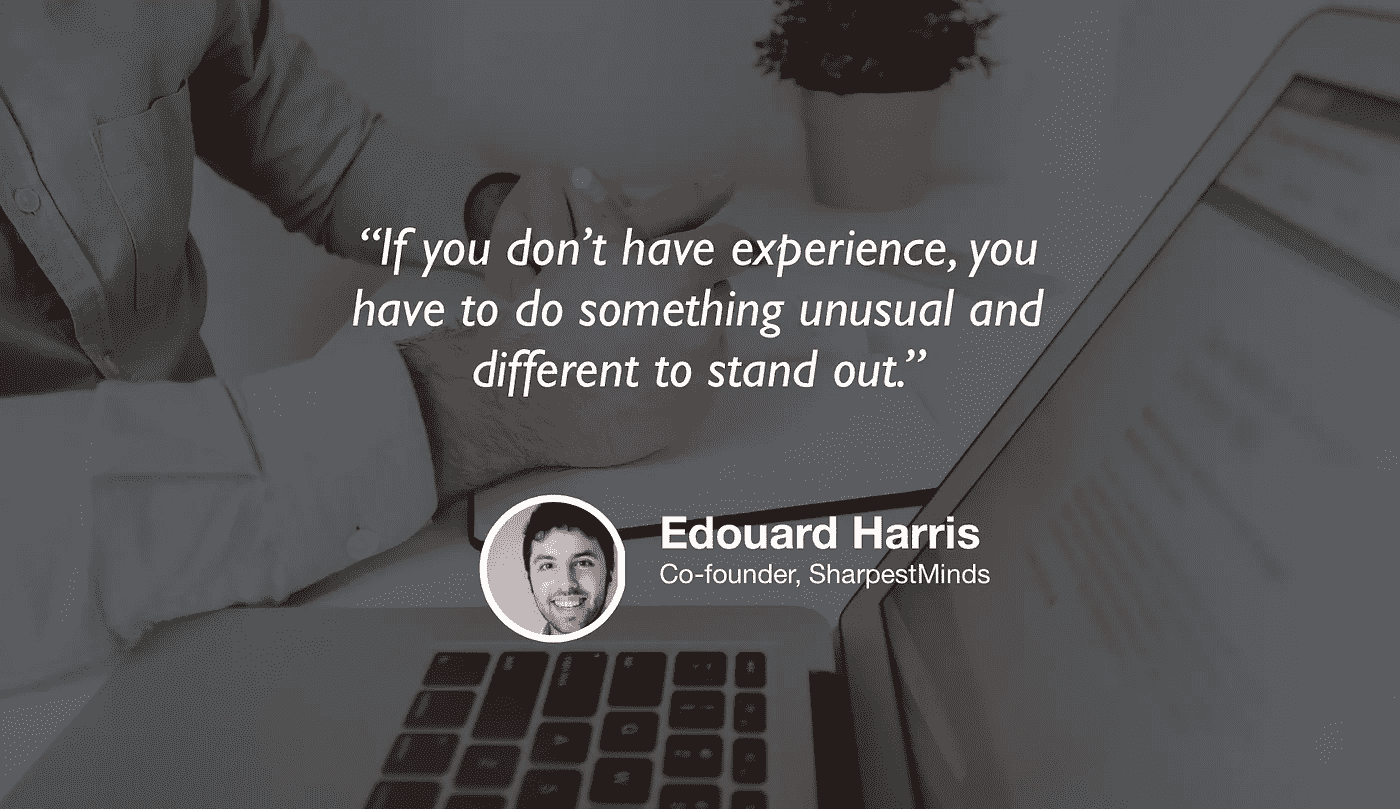 “If you don’t have experience, you
have to do something unusual and
different to stand out.”
Edouard Harris
Co-founder, SharpestMinds